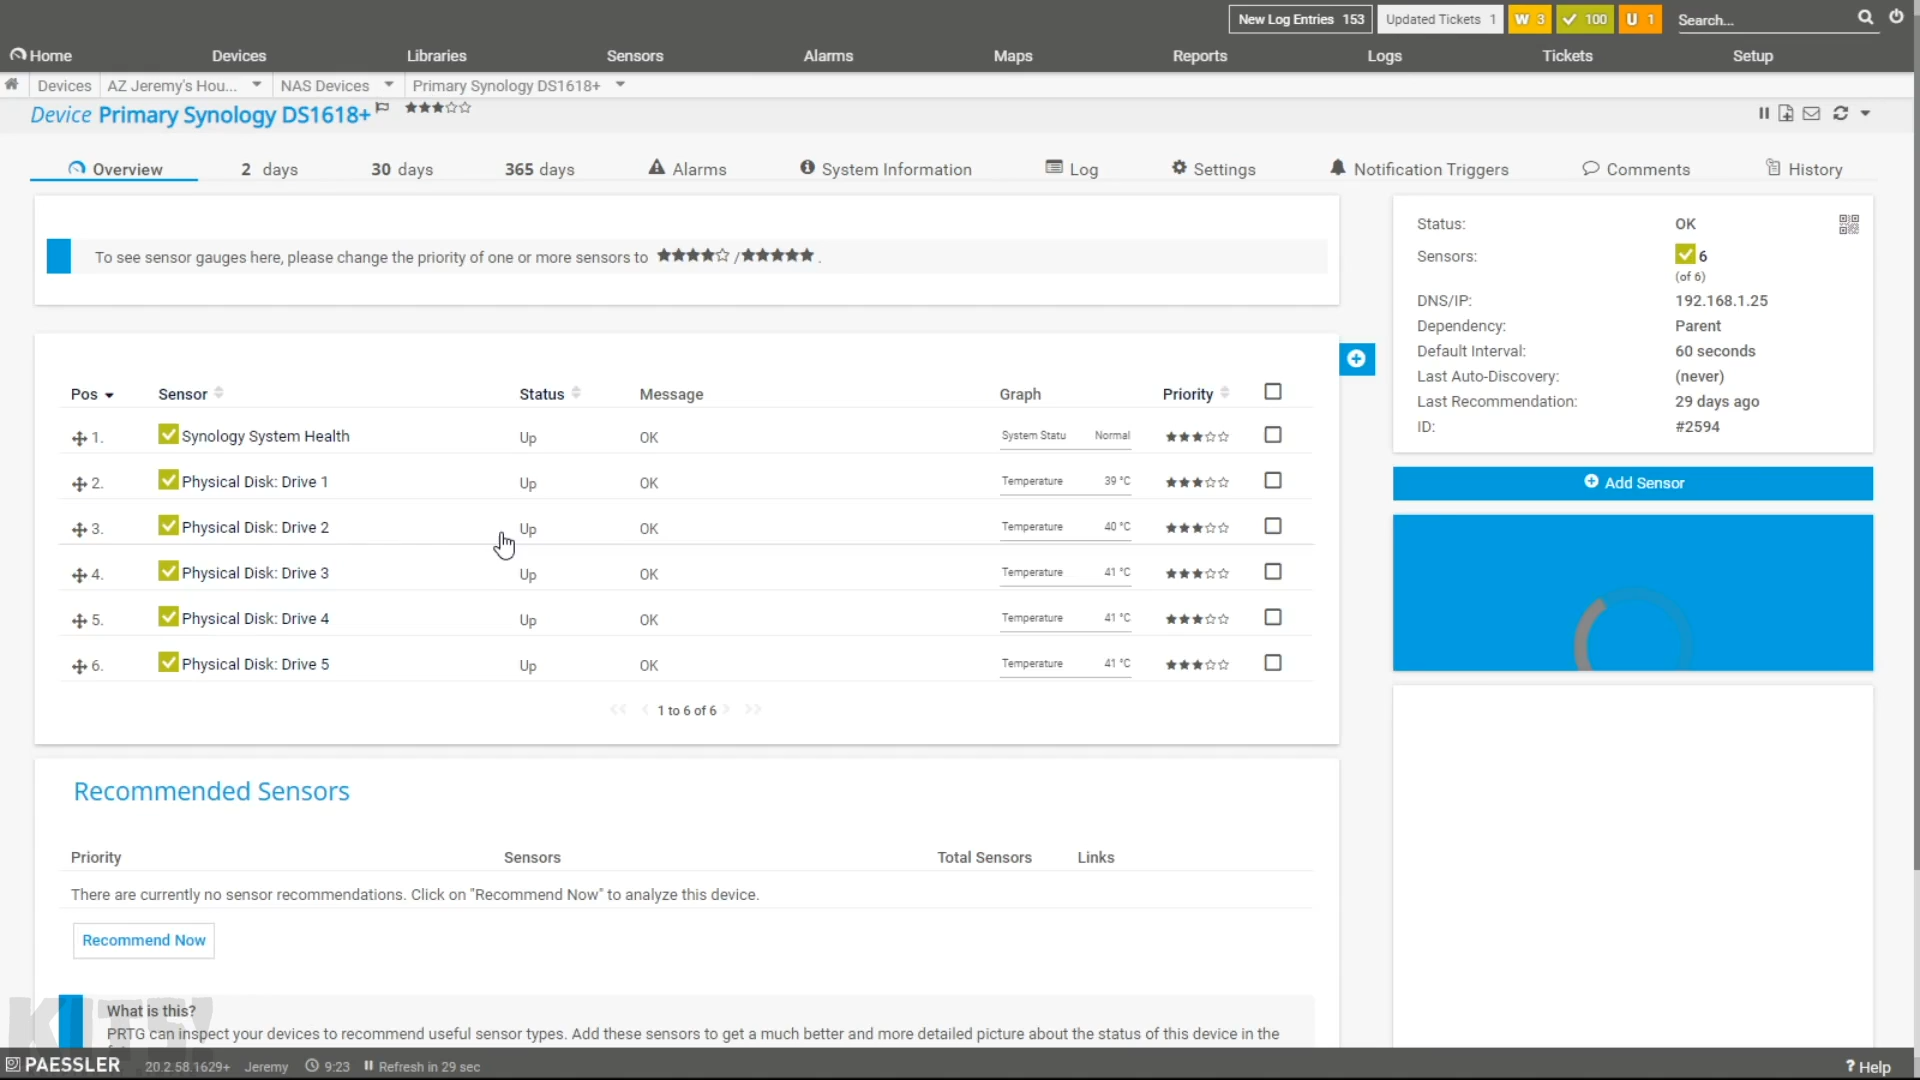 New Log Entries 153 Updated Tickets 1 W 3 100 U 1 Search...
Home Devices Libraries Sensors Alarms Maps Reports Logs Tickets Setup
Devices AZ Jeremy's Hou... NAS Devices Primary Synology DS1618+
Device Primary Synology DS1618+
Overview 2 days 30 days 365 days Alarms System Information Log Settings Notification Triggers Comments History
To see sensor gauges here, please change the priority of one or more sensors to ★★★★☆ /★★★★★ .
Pos Sensor Status Message Graph Priority
1. Synology System Health Up OK System Statu Normal
2. Physical Disk: Drive 1 Up OK Temperature 39 °C
3. Physical Disk: Drive 2 Up OK Temperature 40 °C
4. Physical Disk: Drive 3 Up OK Temperature 41 °C
5. Physical Disk: Drive 4 Up OK Temperature 41 °C
6. Physical Disk: Drive 5 Up OK Temperature 41 °C
<< < 1 to 6 of 6 > >>
Status: OK
Sensors: 6
(of 6)
DNS/IP: 192.168.1.25
Dependency: Parent
Default Interval: 60 seconds
Last Auto-Discovery: (never)
Last Recommendation: 29 days ago
ID: #2594
Add Sensor
Recommended Sensors
Priority Sensors Total Sensors Links
There are currently no sensor recommendations. Click on "Recommend Now" to analyze this device.
Recommend Now
What is this?
PRTG can inspect your devices to recommend useful sensor types. Add these sensors to get a much better and more detailed picture about the status of this device in the
PAESSLER 20.2.58.1629+ Jeremy 9:23 Refresh in 29 sec ? Help